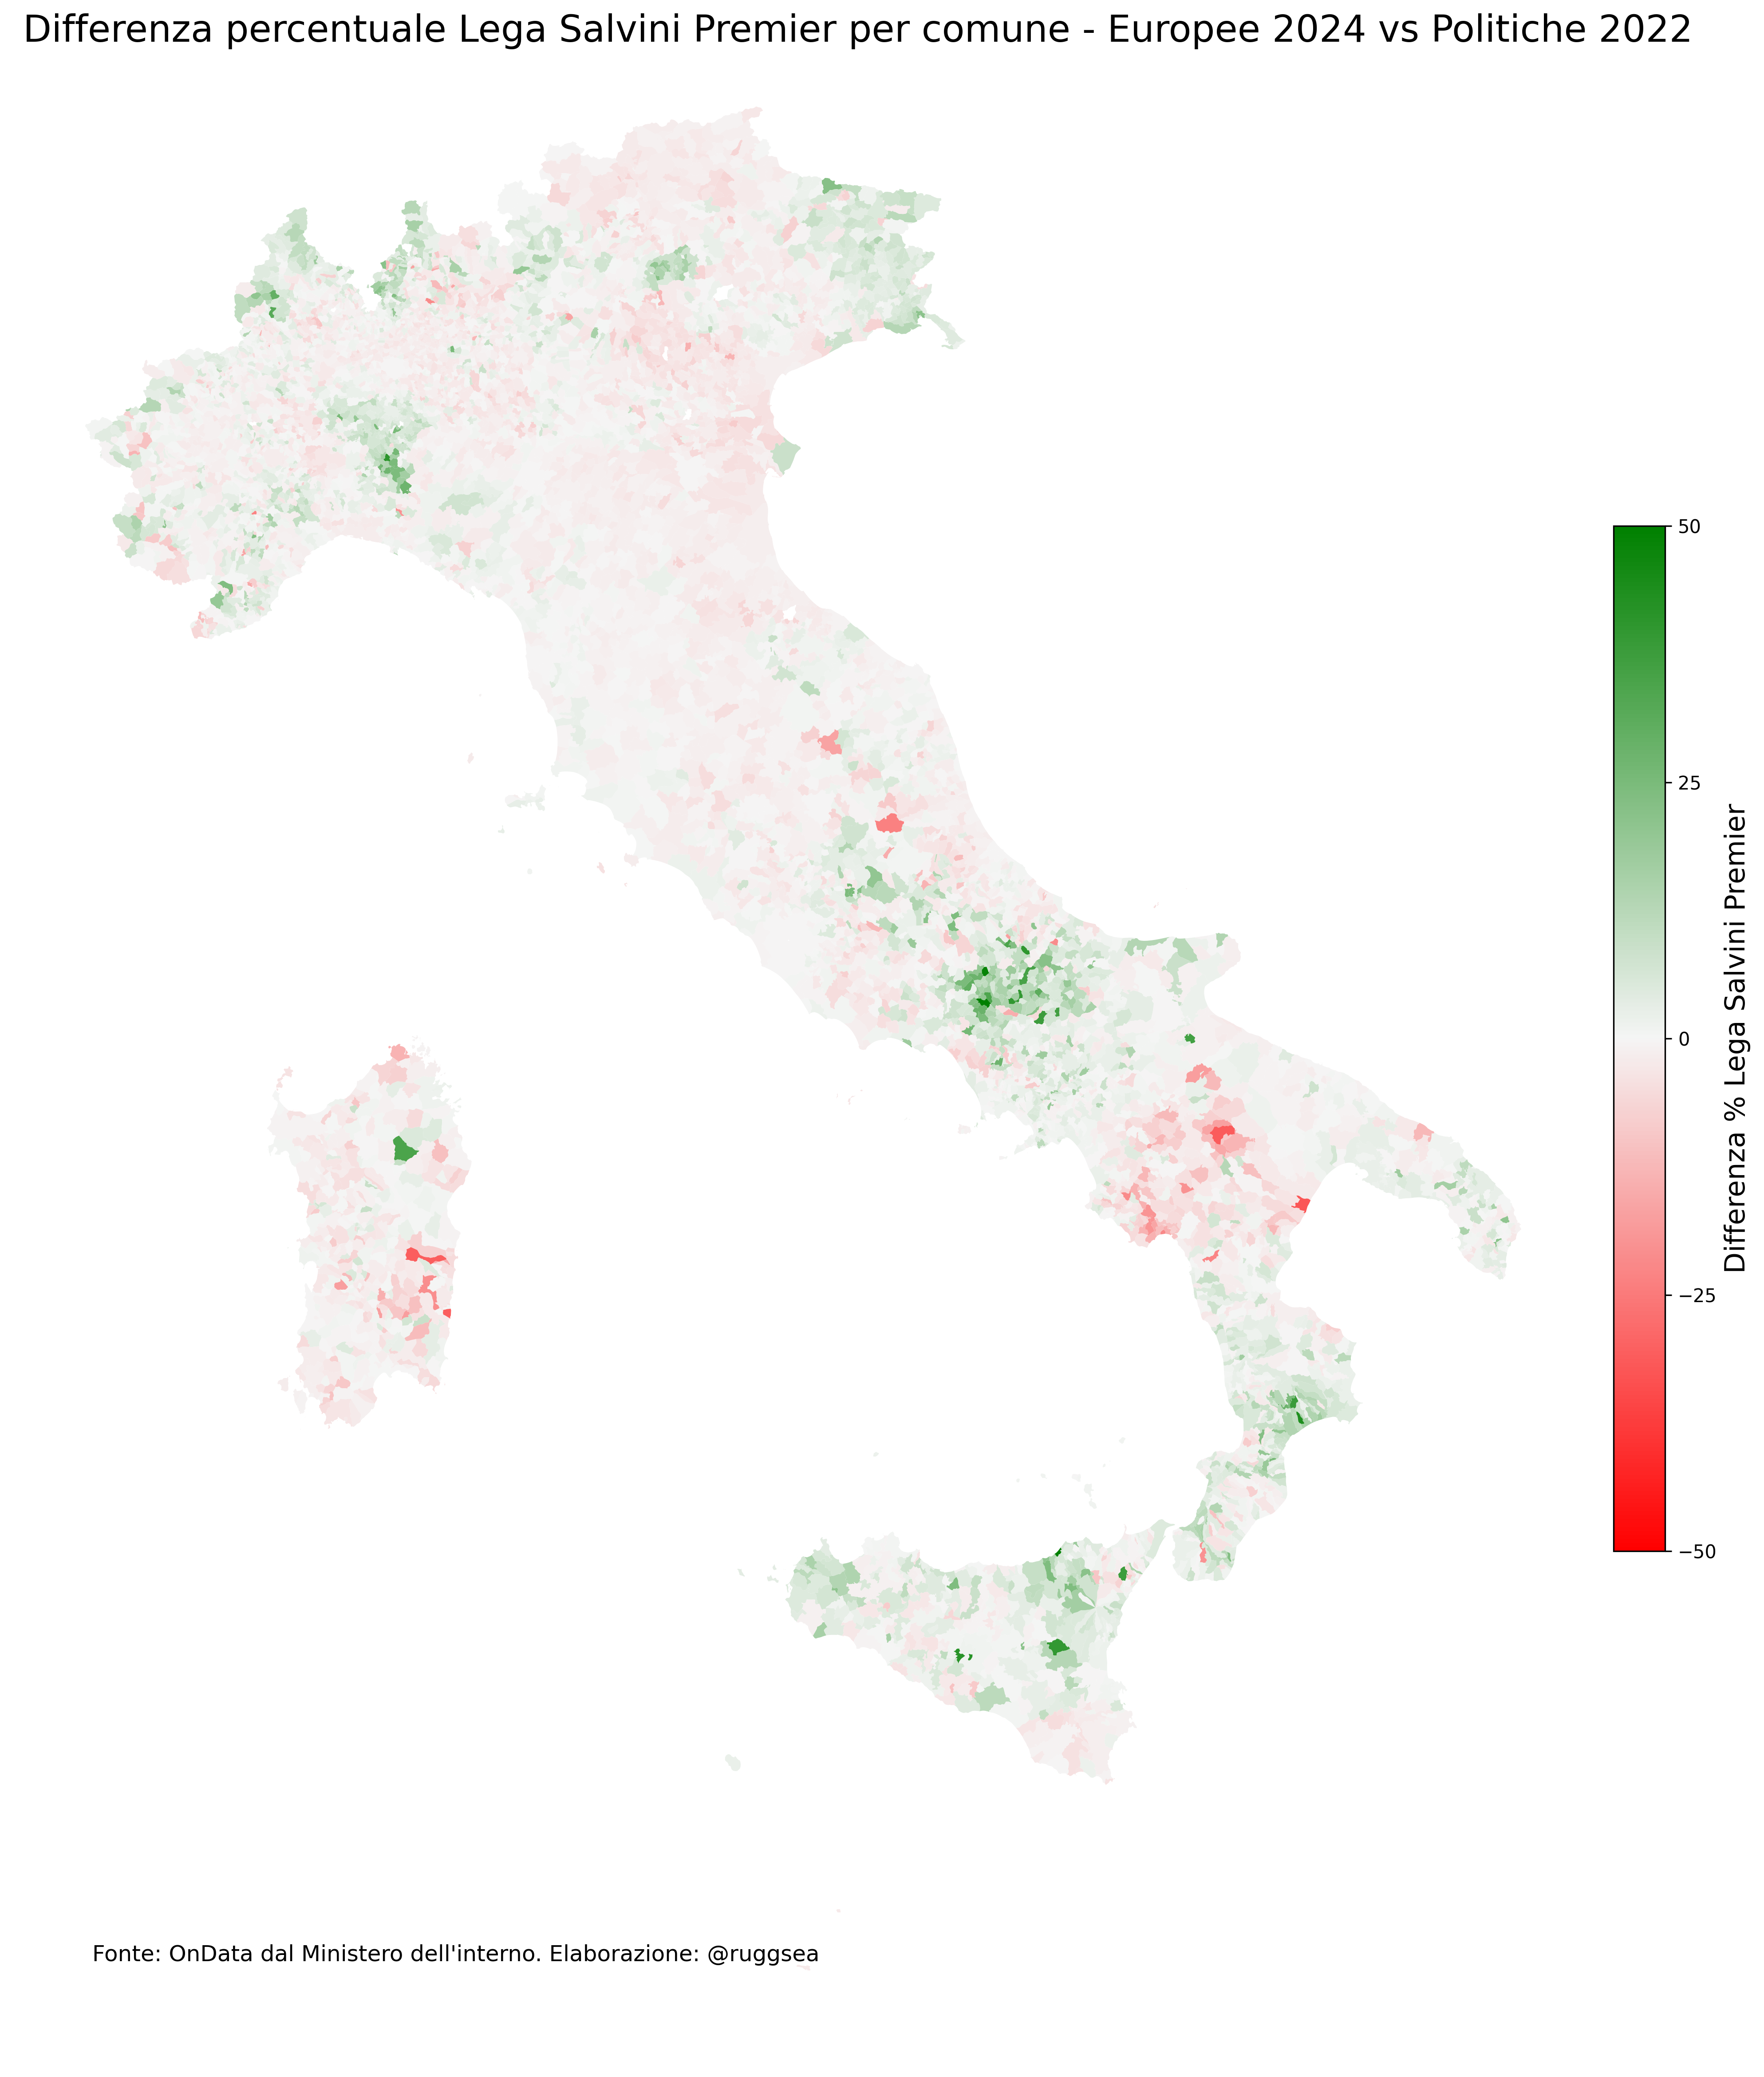 Differenza percentuale Lega Salvini Premier per comune - Europee 2024 vs Politiche 2022
50
25
0
−25
−50
Differenza % Lega Salvini Premier
Fonte: OnData dal Ministero dell'interno. Elaborazione: @ruggsea